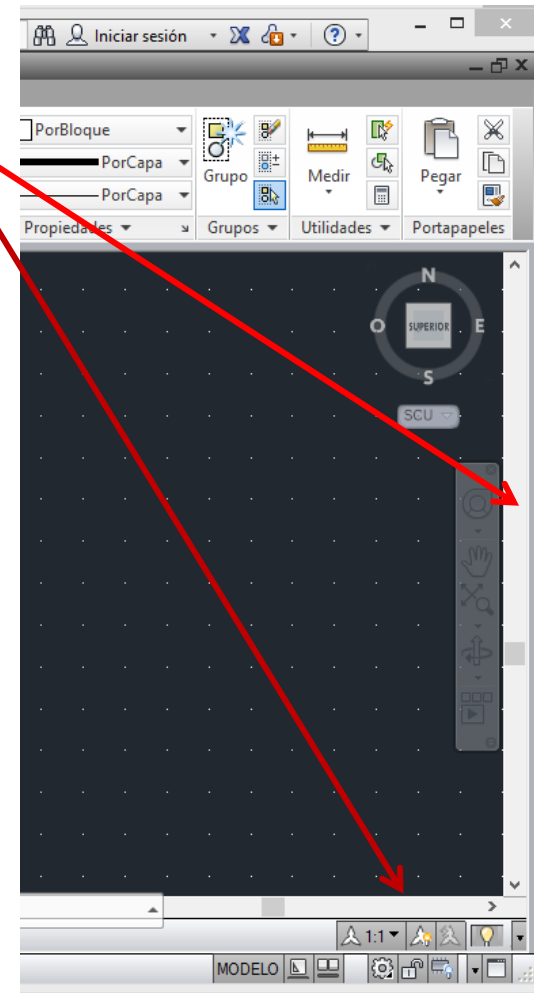 Iniciar sesión
PorBloque
PorCapa
PorCapa
Grupo
Medir
Pegar
Propiedades
Grupos
Utilidades
Portapapeles
N
O
SUPERIOR
E
S
SCU
1:1
MODELO